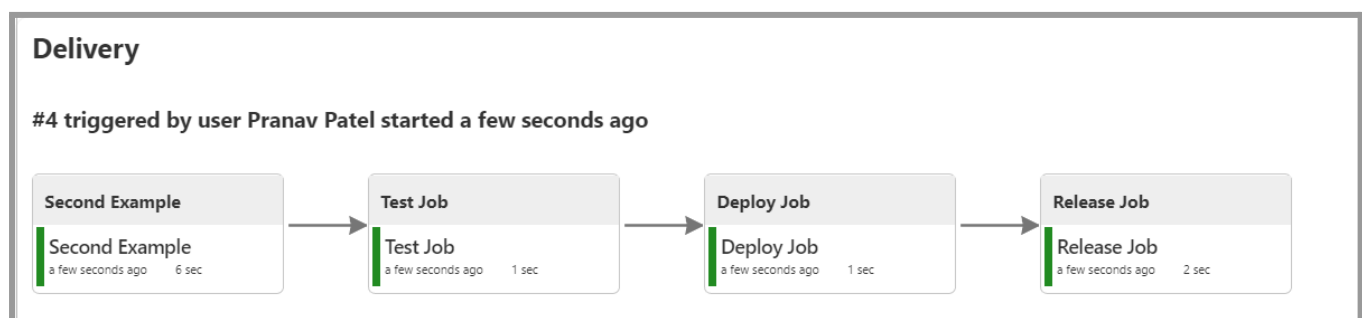 Delivery
#4 triggered by user Pranav Patel started a few seconds ago
Second Example
Second Example
a few seconds ago 6 sec
Test Job
Test Job
a few seconds ago 1 sec
Deploy Job
Deploy Job
a few seconds ago 1 sec
Release Job
Release Job
a few seconds ago 2 sec